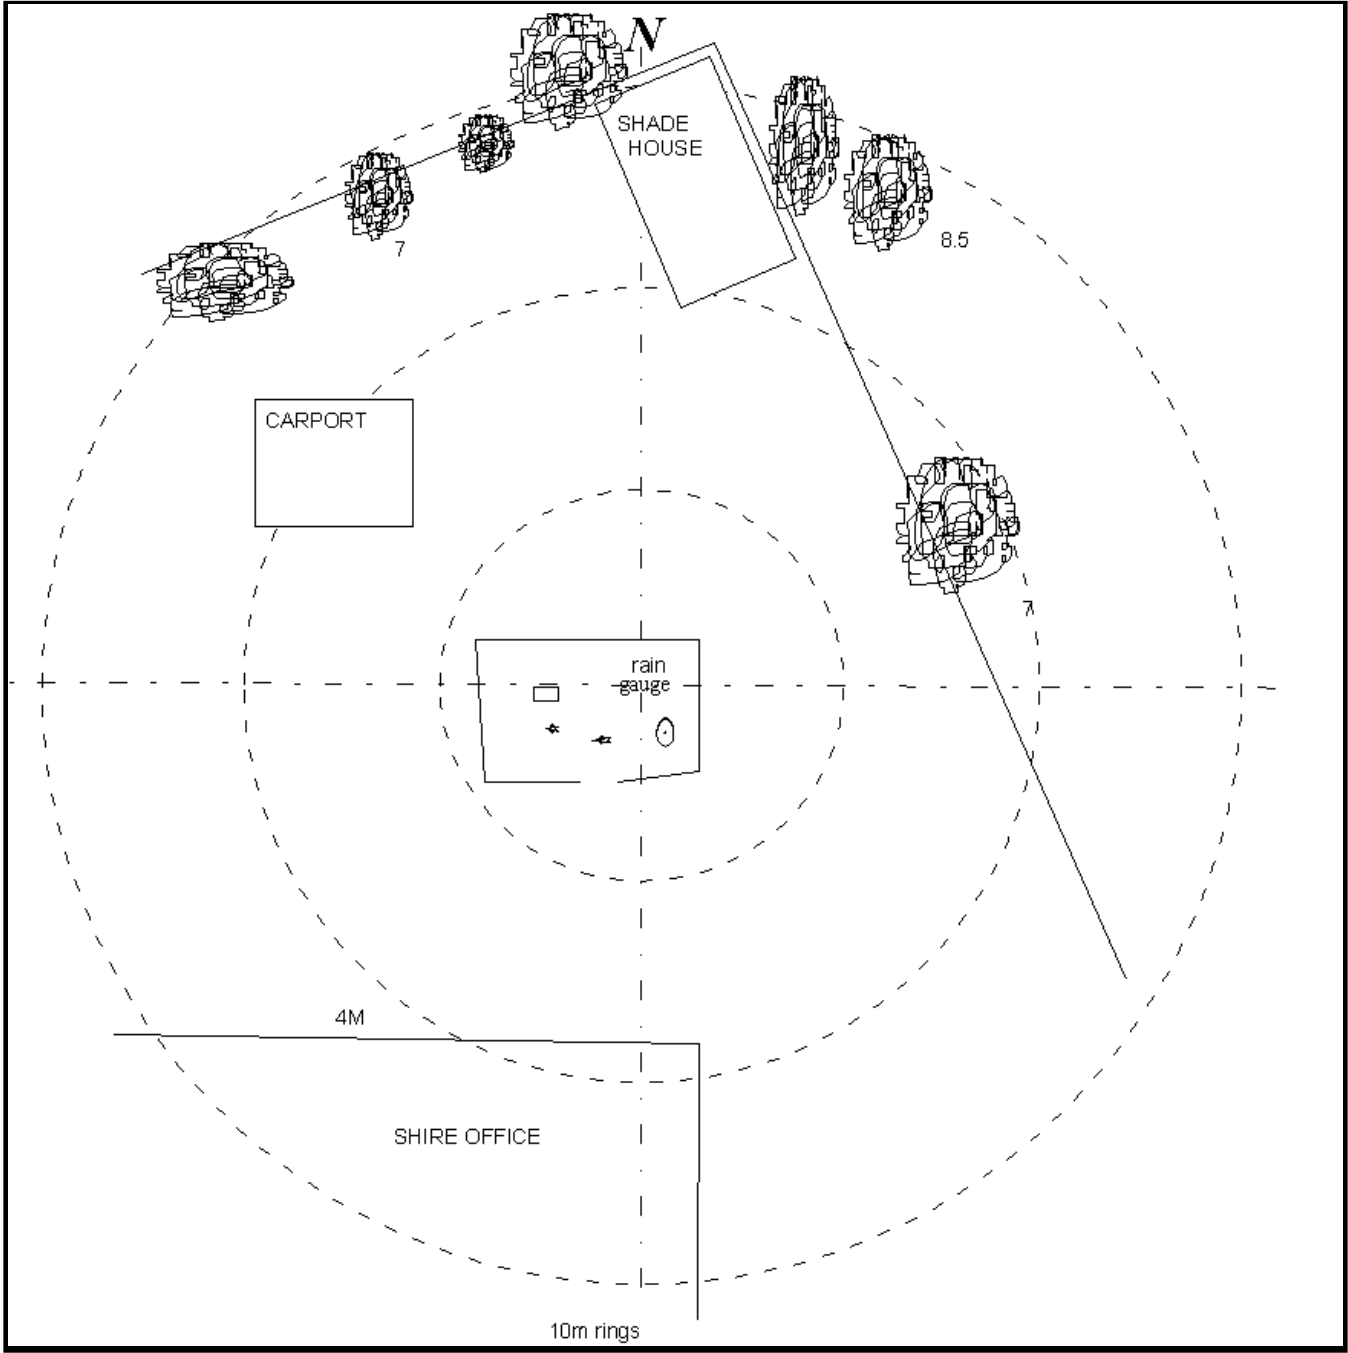 N
SHADE
HOUSE
7
8.5
CARPORT
7
rain
gauge
4M
SHIRE OFFICE
10m rings